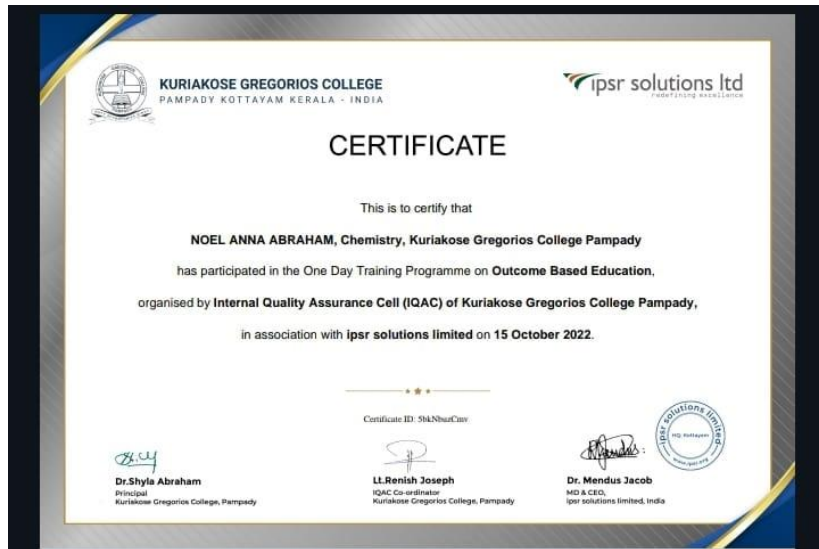 KURIAKOSE GREGORIOS COLLEGE
PAMPADY KOTTAYAM KERALA - INDIA
ipsr solutions ltd
redefining excellence
CERTIFICATE
This is to certify that
NOEL ANNA ABRAHAM, Chemistry, Kuriakose Gregorios College Pampady
has participated in the One Day Training Programme on Outcome Based Education,
organised by Internal Quality Assurance Cell (IQAC) of Kuriakose Gregorios College Pampady,
in association with ipsr solutions limited on 15 October 2022.
Certificate ID: 5bkNbuzCmv
ipsr solutions limited
HQ, Kottayam
www.ipsr.org
Dr.Shyla Abraham
Principal
Kuriakose Gregorios College, Pampady
Lt.Renish Joseph
IQAC Co-ordinator
Kuriakose Gregorios College, Pampady
Dr. Mendus Jacob
MD & CEO,
ipsr solutions limited, India